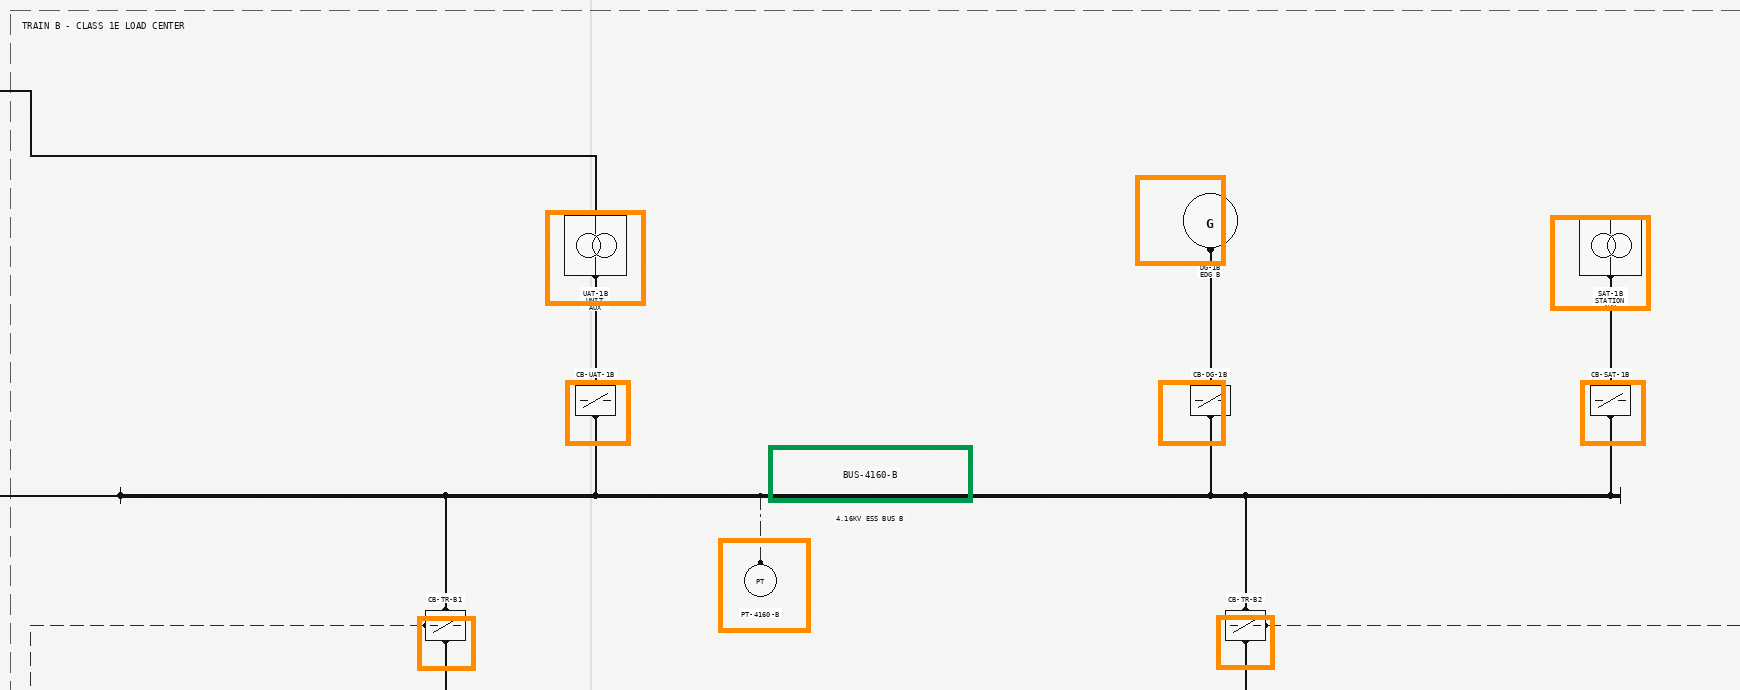 TRAIN B - CLASS 1E LOAD CENTER
G
DG-1B
EDG B
UAT-1B
UNIT
AUX
SAT-1B
STATION
CB-UAT-1B
CB-DG-1B
CB-SAT-1B
BUS-4160-B
4.16KV ESS BUS B
PT
PT-4160-B
CB-TR-B1
CB-TR-B2